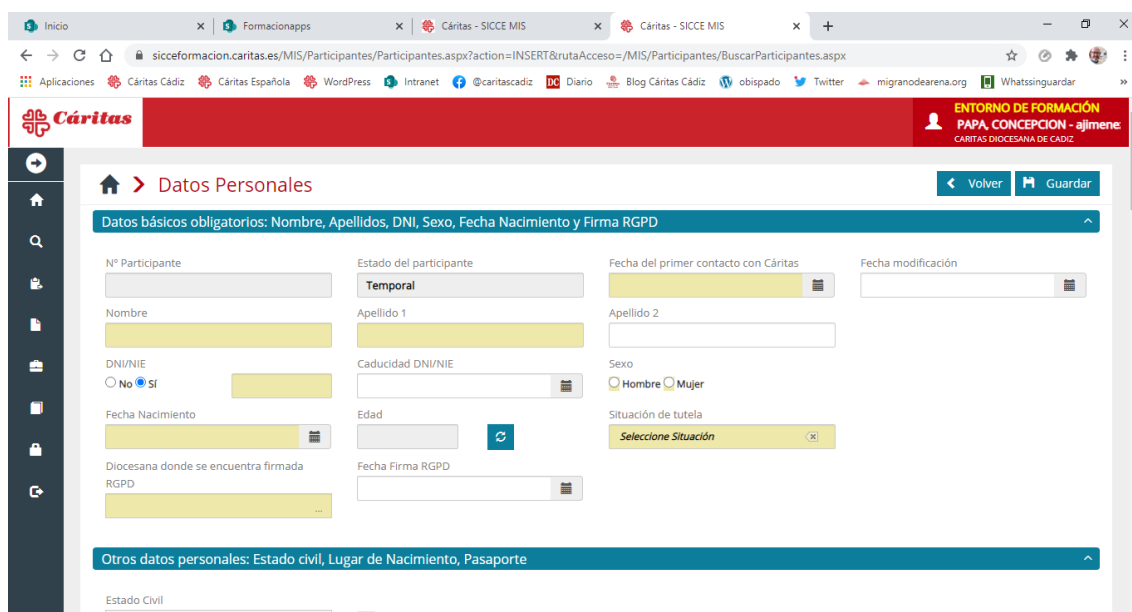 Inicio
Formacionapps
Cáritas - SICCE MIS
Cáritas - SICCE MIS
sicceformacion.caritas.es/MIS/Participantes/Participantes.aspx?action=INSERT&rutaAcceso=/MIS/Participantes/BuscarParticipantes.aspx
Aplicaciones Cáritas Cádiz Cáritas Española WordPress Intranet @caritascadiz DC Diario Blog Cáritas Cádiz obispado Twitter migranodearena.org Whatssinguardar »
Cáritas
ENTORNO DE FORMACIÓN
PAPA, CONCEPCION - ajimene
CARITAS DIOCESANA DE CADIZ
Datos Personales
Volver Guardar
Datos básicos obligatorios: Nombre, Apellidos, DNI, Sexo, Fecha Nacimiento y Firma RGPD
Nº Participante Estado del participante Fecha del primer contacto con Cáritas Fecha modificación
Temporal
Nombre Apellido 1 Apellido 2
DNI/NIE Caducidad DNI/NIE Sexo
No Sí Hombre Mujer
Fecha Nacimiento Edad Situación de tutela
Seleccione Situación
Diocesana donde se encuentra firmada Fecha Firma RGPD
RGPD
...
Otros datos personales: Estado civil, Lugar de Nacimiento, Pasaporte
Estado Civil